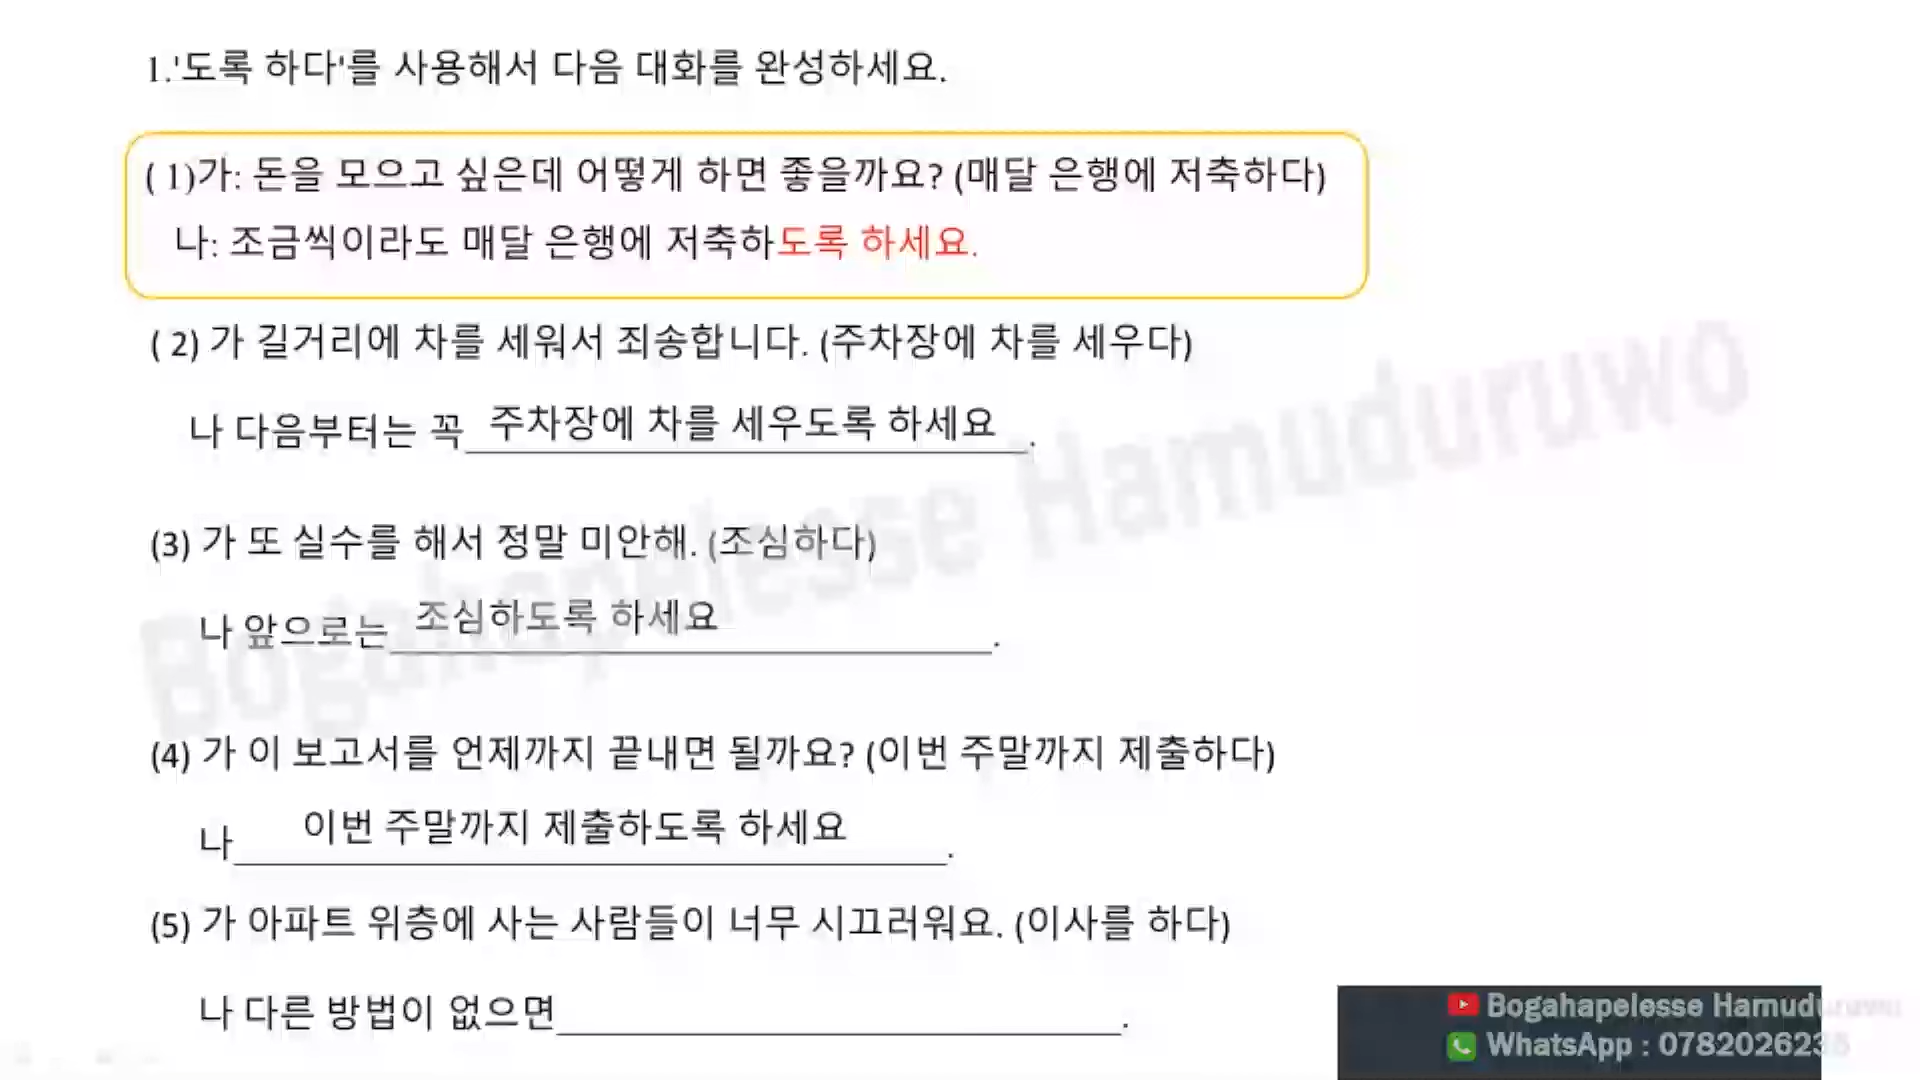 1.'도록 하다'를 사용해서 다음 대화를 완성하세요.
( 1)가: 돈을 모으고 싶은데 어떻게 하면 좋을까요? (매달 은행에 저축하다)
나: 조금씩이라도 매달 은행에 저축하도록 하세요.
( 2) 가 길거리에 차를 세워서 죄송합니다. (주차장에 차를 세우다)
나 다음부터는 꼭 주차장에 차를 세우도록 하세요.
(3) 가 또 실수를 해서 정말 미안해. (조심하다)
나 앞으로는 조심하도록 하세요.
(4) 가 이 보고서를 언제까지 끝내면 될까요? (이번 주말까지 제출하다)
나 이번 주말까지 제출하도록 하세요.
(5) 가 아파트 위층에 사는 사람들이 너무 시끄러워요. (이사를 하다)
나 다른 방법이 없으면.
Bogahapelesse Hamuduruwo
Bogahapelesse Hamuduruwo
WhatsApp : 0782026235